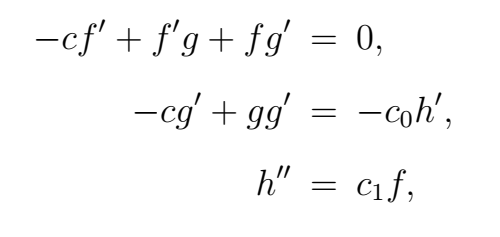 −cf′ + f′g + fg′ = 0,
−cg′ + gg′ = −c₀h′,
h″ = c₁f,